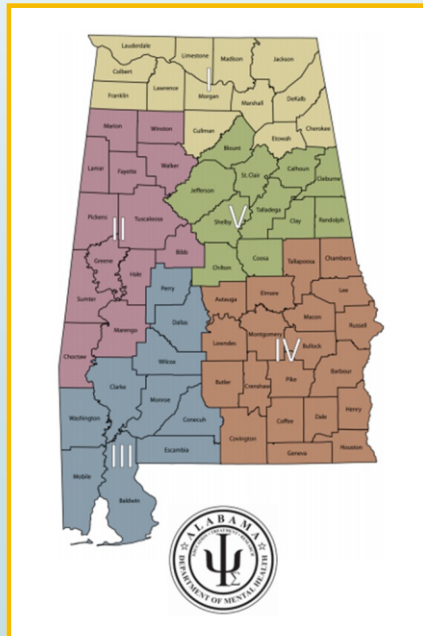 Lauderdale
Limestone
Madison
Jackson
Colbert
I
Lawrence
Franklin
Morgan
Marshall
DeKalb
Cherokee
Cullman
Etowah
Marion
Winston
Blount
Walker
St. Clair
Calhoun
Lamar
Fayette
Jefferson
Cleburne
Talladega
Pickens
Tuscaloosa
Shelby
V
Clay
Randolph
II
Bibb
Greene
Hale
Chilton
Coosa
Tallapoosa
Chambers
Perry
Sumter
Autauga
Elmore
Lee
Dallas
Macon
Marengo
Montgomery
Russell
Lowndes
Bullock
IV
Choctaw
Wilcox
Barbour
Clarke
Butler
Crenshaw
Pike
Monroe
Washington
Conecuh
Coffee
Dale
Henry
Covington
Escambia
Geneva
Houston
III
Mobile
Baldwin
ALABAMA
DEPARTMENT OF MENTAL HEALTH
Σ